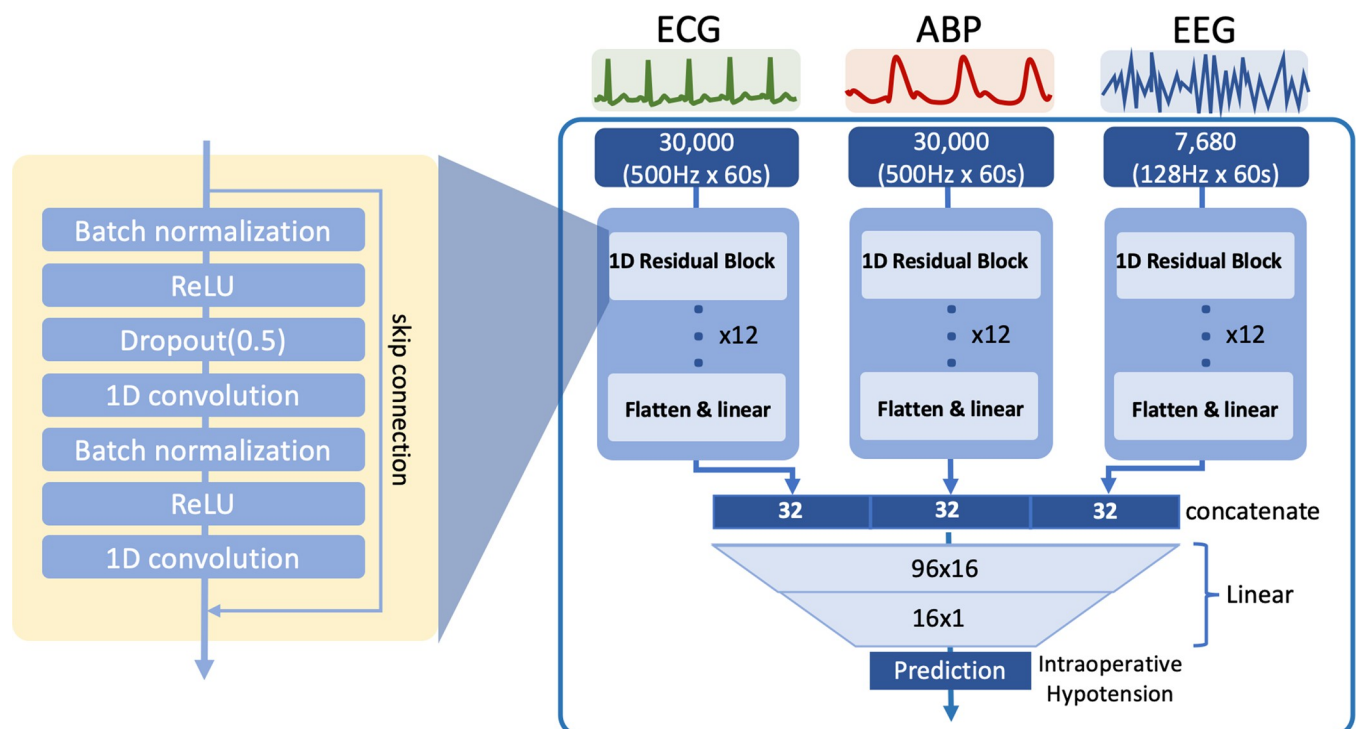 ECG
ABP
EEG
30,000
(500Hz x 60s)
30,000
(500Hz x 60s)
7,680
(128Hz x 60s)
Batch normalization
ReLU
Dropout(0.5)
1D convolution
Batch normalization
ReLU
1D convolution
skip connection
1D Residual Block
x12
Flatten & linear
1D Residual Block
x12
Flatten & linear
1D Residual Block
x12
Flatten & linear
32
32
32
concatenate
96x16
16x1
Linear
Prediction
Intraoperative
Hypotension